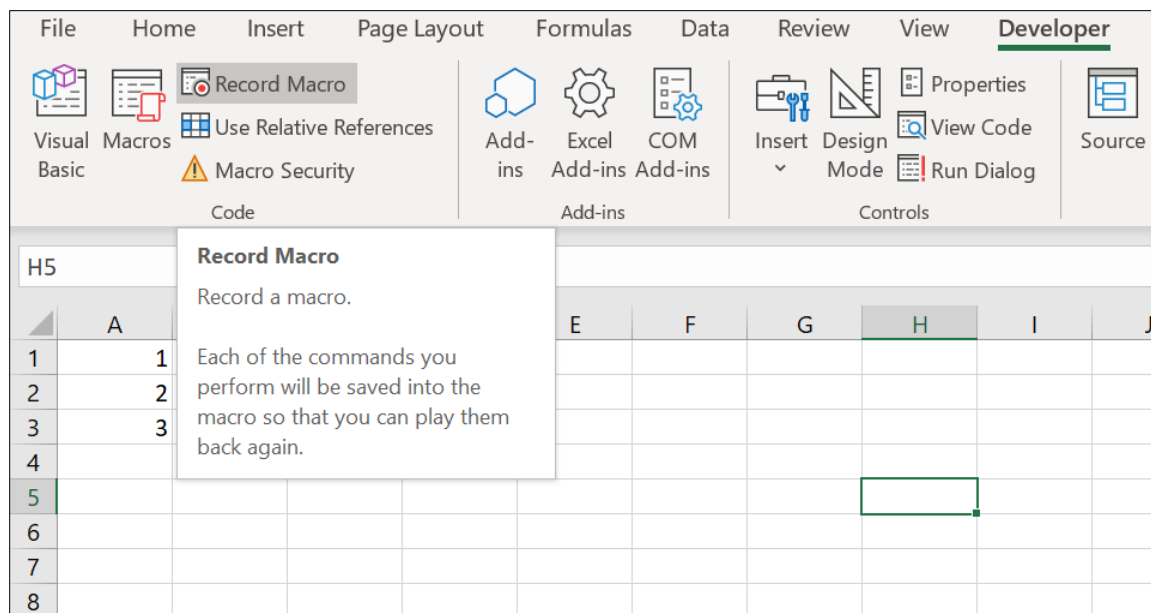 File Home Insert Page Layout Formulas Data Review View Developer
Visual Basic
Macros
Record Macro
Use Relative References
Macro Security
Code
Add-ins
Excel Add-ins
COM Add-ins
Add-ins
Insert
Design Mode
Properties
View Code
Run Dialog
Controls
Source
H5
Record Macro
Record a macro.
Each of the commands you
perform will be saved into the
macro so that you can play them
back again.
A E F G H I J
1 1
2 2
3 3
4
5
6
7
8